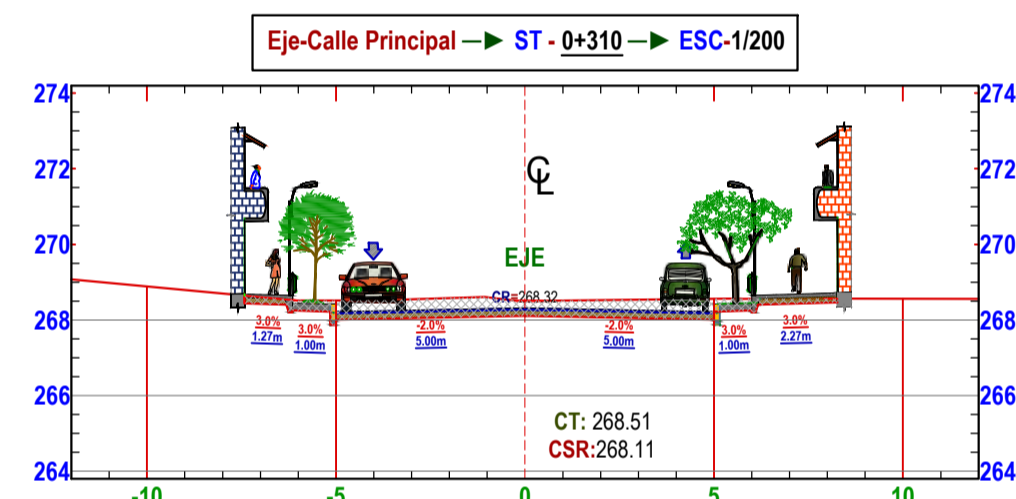 Eje-Calle Principal ST - 0+310 ESC-1/200
274 274
272 272
270 270
268 268
266 266
264 264
CL
EJE
CR=268.32
3.0% 3.0% -2.0% -2.0% 3.0% 3.0%
1.27m 1.00m 5.00m 5.00m 1.00m 2.27m
CT: 268.51
CSR:268.11
-10 -5 0 5 10